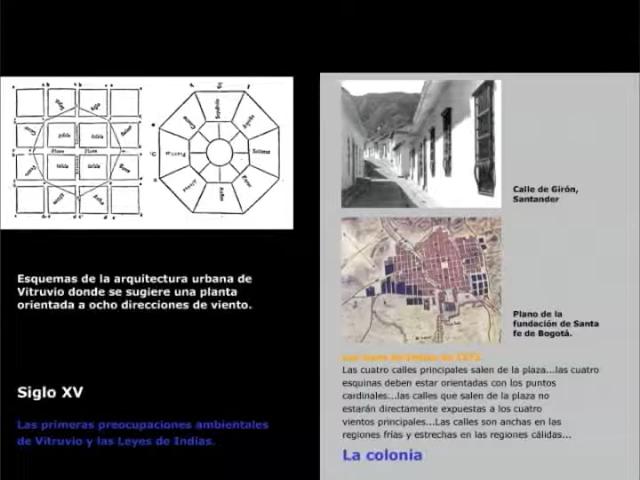 Esquemas de la arquitectura urbana de
Vitruvio donde se sugiere una planta
orientada a ocho direcciones de viento.
Siglo XV
Las primeras preocupaciones ambientales
de Vitruvio y las Leyes de Indias.
Calle de Girón,
Santander
Plano de la
fundación de Santa
fe de Bogotá.
Las cuatro calles principales salen de la plaza...las cuatro
esquinas deben estar orientadas con los puntos
cardinales...las calles que salen de la plaza no
estarán directamente expuestas a los cuatro
vientos principales...Las calles son anchas en las
regiones frías y estrechas en las regiones cálidas...
La colonia